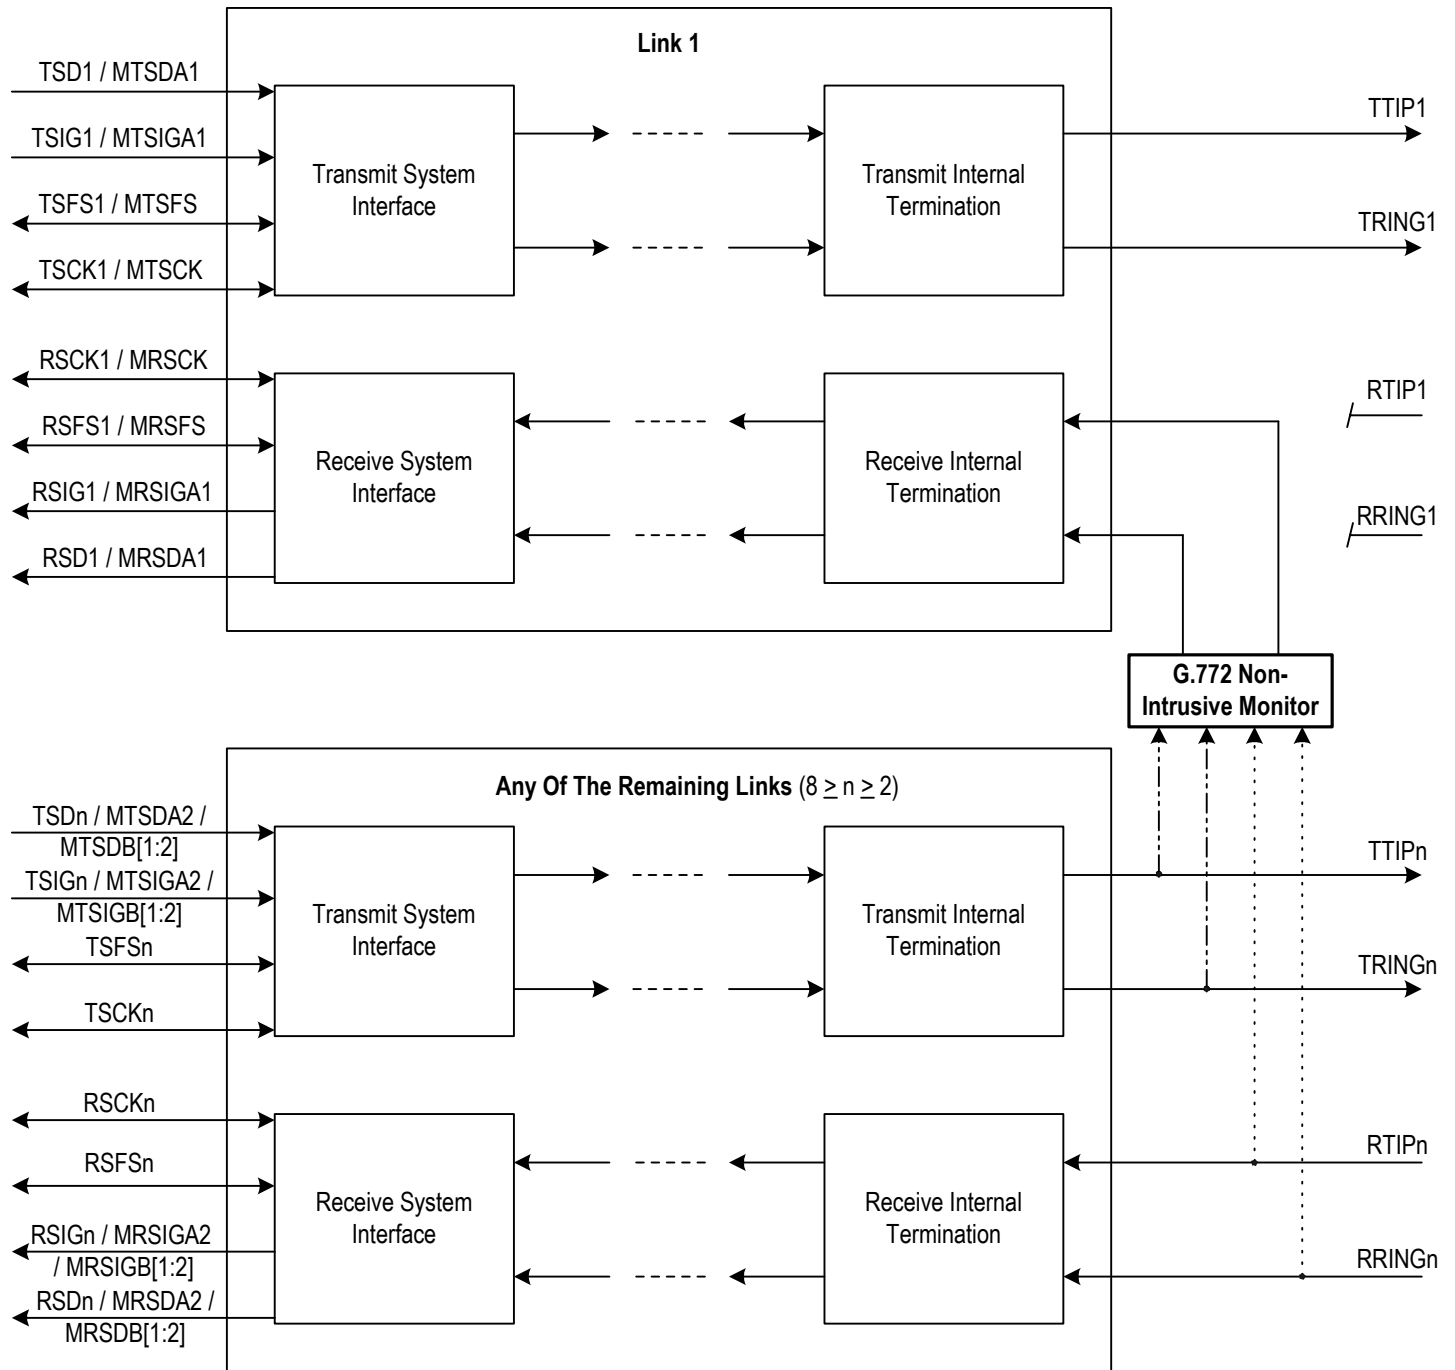 Link 1
TSD1 / MTSDA1
TSIG1 / MTSIGA1
TSFS1 / MTSFS
TSCK1 / MTSCK
Transmit System
Interface
Transmit Internal
Termination
TTIP1
TRING1
RSCK1 / MRSCK
RSFS1 / MRSFS
RSIG1 / MRSIGA1
RSD1 / MRSDA1
Receive System
Interface
Receive Internal
Termination
RTIP1
RRING1
G.772 Non-
Intrusive Monitor
Any Of The Remaining Links (8 ≥ n ≥ 2)
TSDn / MTSDA2 /
MTSDB[1:2]
TSIGn / MTSIGA2 /
MTSIGB[1:2]
TSFSn
TSCKn
Transmit System
Interface
Transmit Internal
Termination
TTIPn
TRINGn
RSCKn
RSFSn
RSIGn / MRSIGA2
/ MRSIGB[1:2]
RSDn / MRSDA2 /
MRSDB[1:2]
Receive System
Interface
Receive Internal
Termination
RTIPn
RRINGn